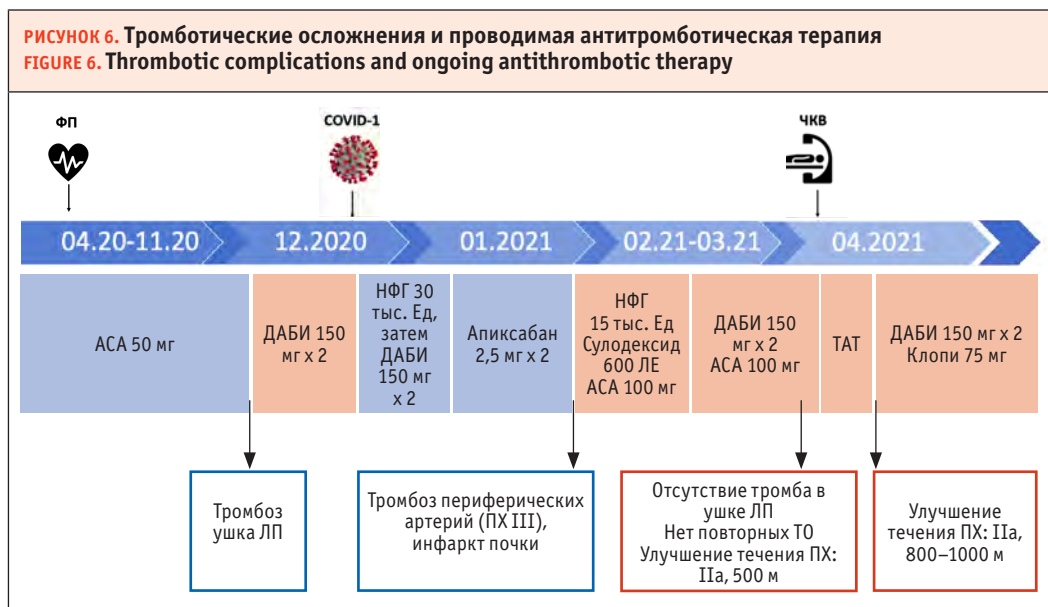 РИСУНОК 6. Тромботические осложнения и проводимая антитромботическая терапия
FIGURE 6. Thrombotic complications and ongoing antithrombotic therapy
ФП
COVID-1
ЧКВ
04.20-11.20
12.2020
01.2021
02.21-03.21
04.2021
АСА 50 мг
ДАБИ 150
мг х 2
НФГ 30
тыс. Ед,
затем
ДАБИ
150 мг
х 2
Апиксабан
2,5 мг х 2
НФГ
15 тыс. Ед
Сулодексид
600 ЛЕ
АСА 100 мг
ДАБИ 150
мг х 2
АСА 100 мг
ТАТ
ДАБИ 150 мг х 2
Клопи 75 мг
Тромбоз
ушка ЛП
Тромбоз периферических
артерий (ПХ III),
инфаркт почки
Отсутствие тромба в
ушке ЛП
Нет повторных ТО
Улучшение течения ПХ:
IIa, 500 м
Улучшение
течения ПХ: IIa,
800–1000 м